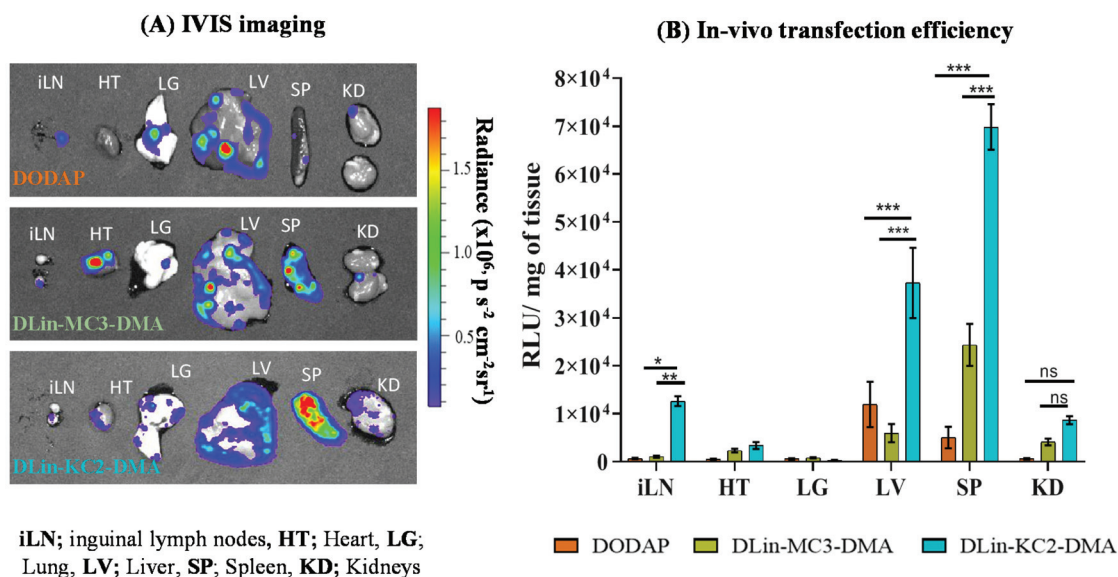 (A) IVIS imaging
iLN HT LG LV SP KD
DODAP
iLN HT LG LV SP KD
DLin-MC3-DMA
iLN HT LG LV SP KD
DLin-KC2-DMA
1.5
1.0
0.5
Radiance (x10⁶, p s⁻² cm⁻²sr¹)
iLN; inguinal lymph nodes, HT; Heart, LG;
Lung, LV; Liver, SP; Spleen, KD; Kidneys
(B) In-vivo transfection efficiency
RLU/ mg of tissue
8×10⁴
7×10⁴
6×10⁴
5×10⁴
4×10⁴
3×10⁴
2×10⁴
1×10⁴
0
*
**
***
***
***
***
ns
ns
iLN HT LG LV SP KD
DODAP DLin-MC3-DMA DLin-KC2-DMA